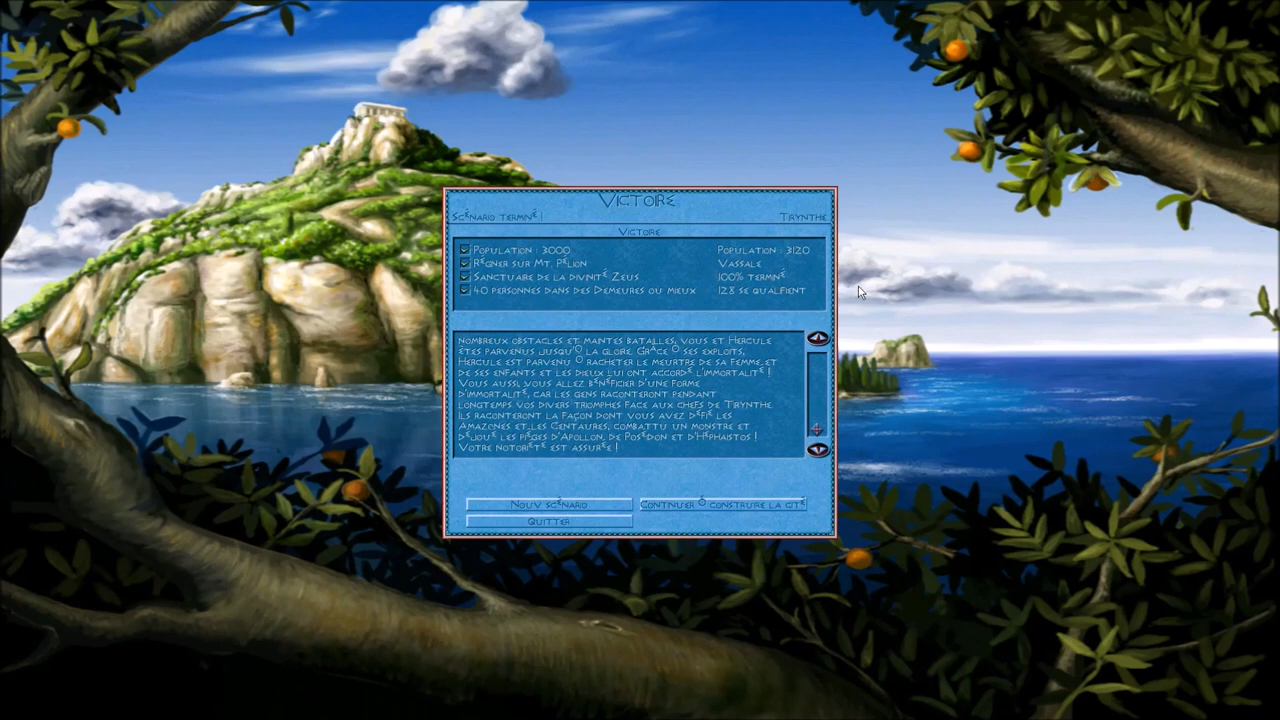 Victoire
Scénario terminé !
Trynthe
Victoire
Population : 3000 Population : 3120
Régner sur Mt. Pélion Vassale
Sanctuaire de la divinité Zeus 100% terminé
40 personnes dans des Demeures ou mieux 128 se qualifient
nombreux obstacles et maintes batailles, vous et Hercule
êtes parvenus jusqu'à la gloire. Grâce à ses exploits,
Hercule est parvenu à racheter le meurtre de sa femme et
de ses enfants et les dieux lui ont accordé l'immortalité !
Vous aussi, vous allez bénéficier d'une forme
d'immortalité, car les gens raconteront pendant
longtemps vos divers triomphes face aux chefs de Tirynthe.
Ils raconteront la façon dont vous avez défié les
Amazones et les Centaures, combattu un monstre et
déjoué les pièges d'Apollon, de Poséidon et d'Héphaistos !
Votre notoriété est assurée !
Nouv scénario
Continuer à construire la cité
Quitter